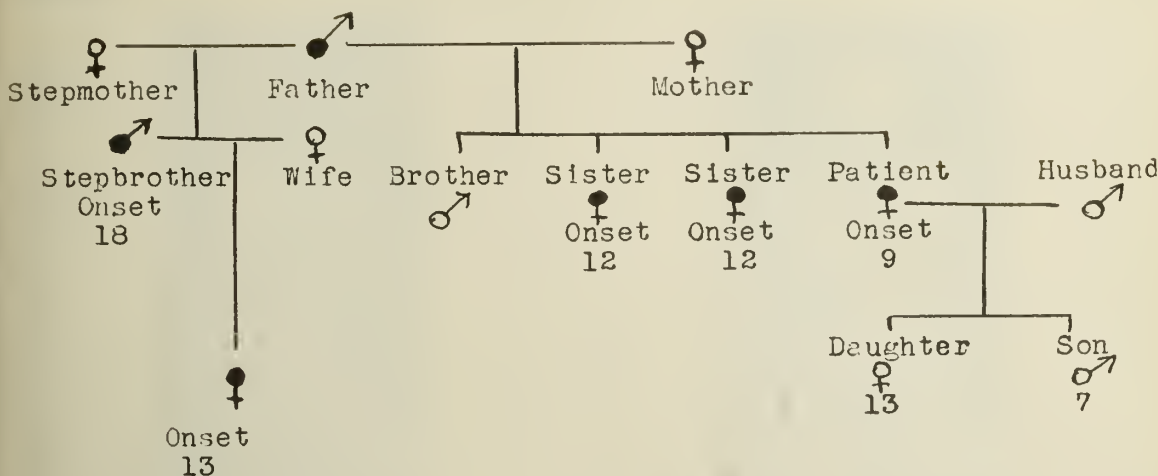 Stepmother Father Mother
Stepbrother Wife Brother Sister Sister Patient Husband
Onset Onset Onset Onset
18 12 12 9
Daughter Son
13 7
Onset
13